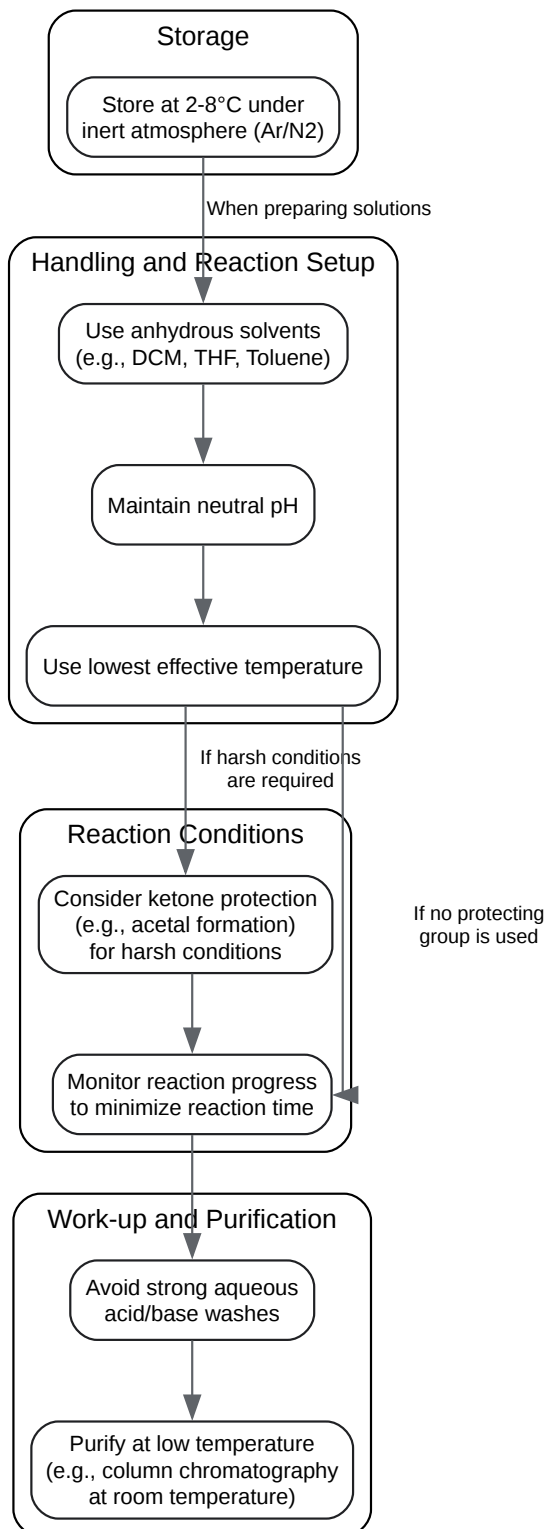 Storage
Store at 2-8°C under
inert atmosphere (Ar/N2)
When preparing solutions
Handling and Reaction Setup
Use anhydrous solvents
(e.g., DCM, THF, Toluene)
Maintain neutral pH
Use lowest effective temperature
If harsh conditions
are required
Reaction Conditions
Consider ketone protection
(e.g., acetal formation)
for harsh conditions
If no protecting
group is used
Monitor reaction progress
to minimize reaction time
Work-up and Purification
Avoid strong aqueous
acid/base washes
Purify at low temperature
(e.g., column chromatography
at room temperature)